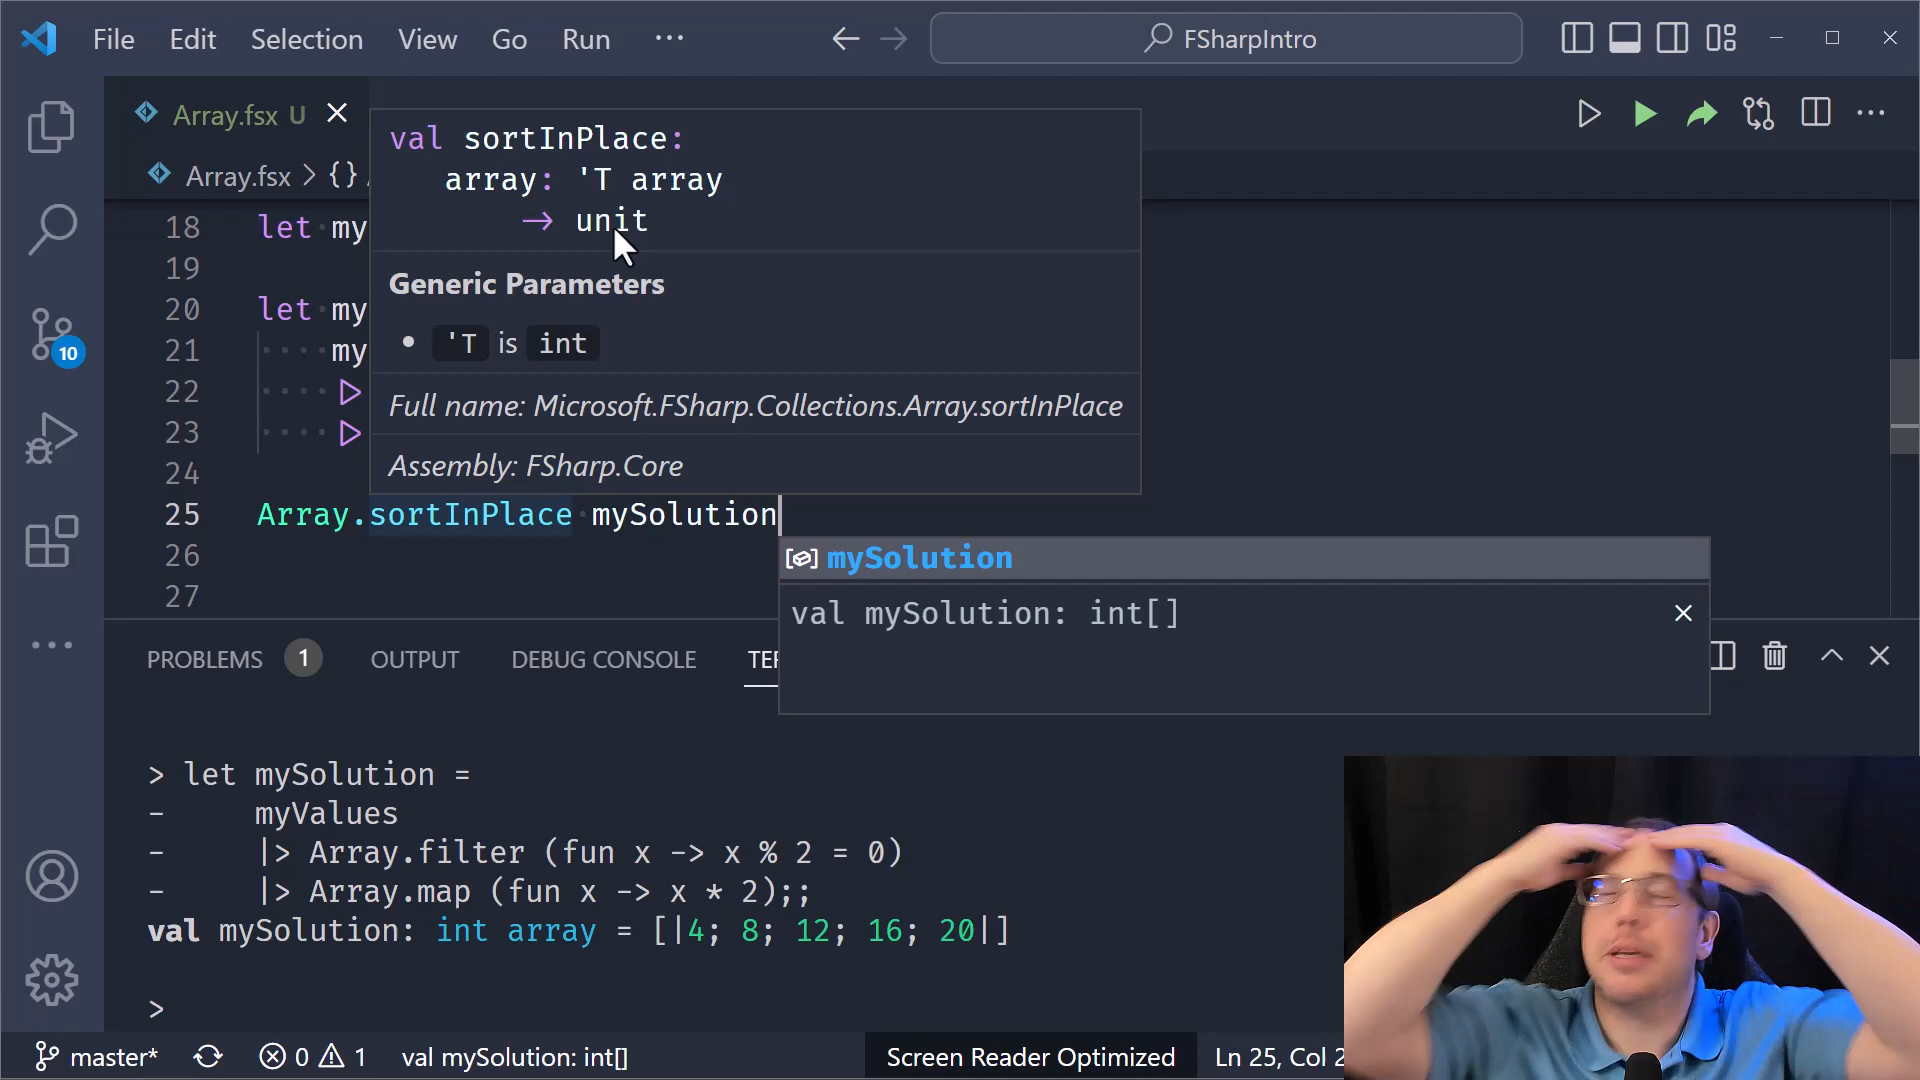 File Edit Selection View Go Run ··· FSharpIntro
Array.fsx U
Array.fsx > {}
val sortInPlace:
array: 'T array
→ unit
Generic Parameters
• 'T is int
Full name: Microsoft.FSharp.Collections.Array.sortInPlace
Assembly: FSharp.Core
18 let my
19
20 let my
21 my
22 ▷
23 ▷
24
25 Array.sortInPlace mySolution
26
27
mySolution
val mySolution: int[]
10
PROBLEMS 1 OUTPUT DEBUG CONSOLE
> let mySolution =
- myValues
- |> Array.filter (fun x -> x % 2 = 0)
- |> Array.map (fun x -> x * 2);;
val mySolution: int array = [|4; 8; 12; 16; 20|]
>
master* 0 1 val mySolution: int[] Screen Reader Optimized Ln 25, Col